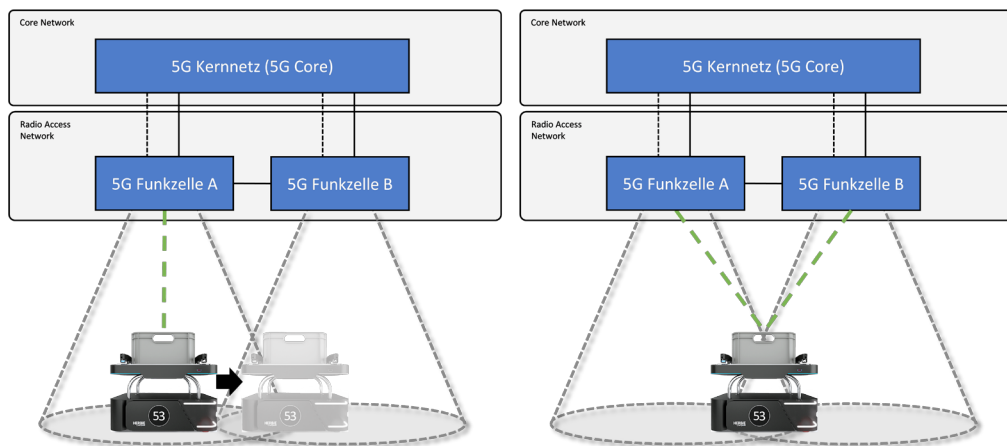 Core Network
5G Kernnetz (5G Core)
Radio Access
Network
5G Funkzelle A
5G Funkzelle B
53
53
Core Network
5G Kernnetz (5G Core)
Radio Access
Network
5G Funkzelle A
5G Funkzelle B
53